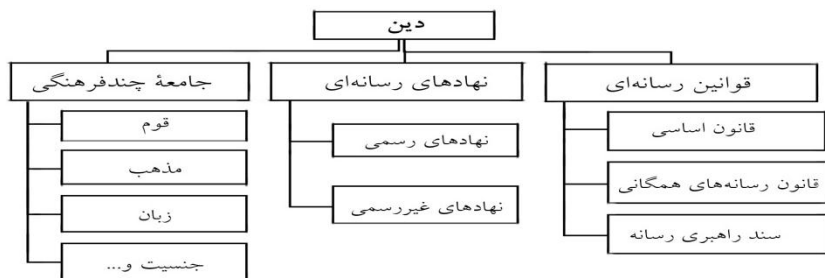 دین
قوانین رسانه‌ای
قانون اساسی
قانون رسانه‌های همگانی
سند راهبری رسانه
نهادهای رسانه‌ای
نهادهای رسمی
نهادهای غیررسمی
جامعۀ چندفرهنگی
قوم
مذهب
زبان
جنسیت و...